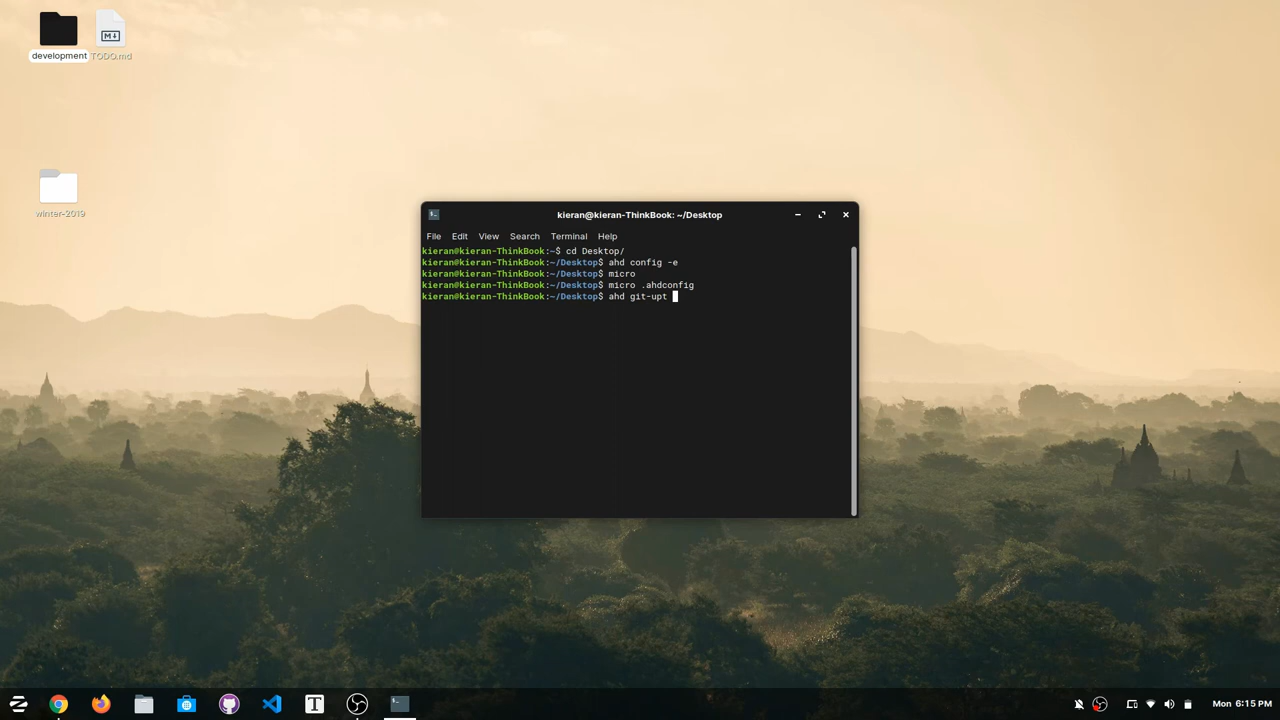 development
TODO.md
winter-2019
kieran@kieran-ThinkBook: ~/Desktop
File Edit View Search Terminal Help
kieran@kieran-ThinkBook:~$ cd Desktop/
kieran@kieran-ThinkBook:~/Desktop$ ahd config -e
kieran@kieran-ThinkBook:~/Desktop$ micro
kieran@kieran-ThinkBook:~/Desktop$ micro .ahdconfig
kieran@kieran-ThinkBook:~/Desktop$ ahd git-upt
Mon 6:15 PM